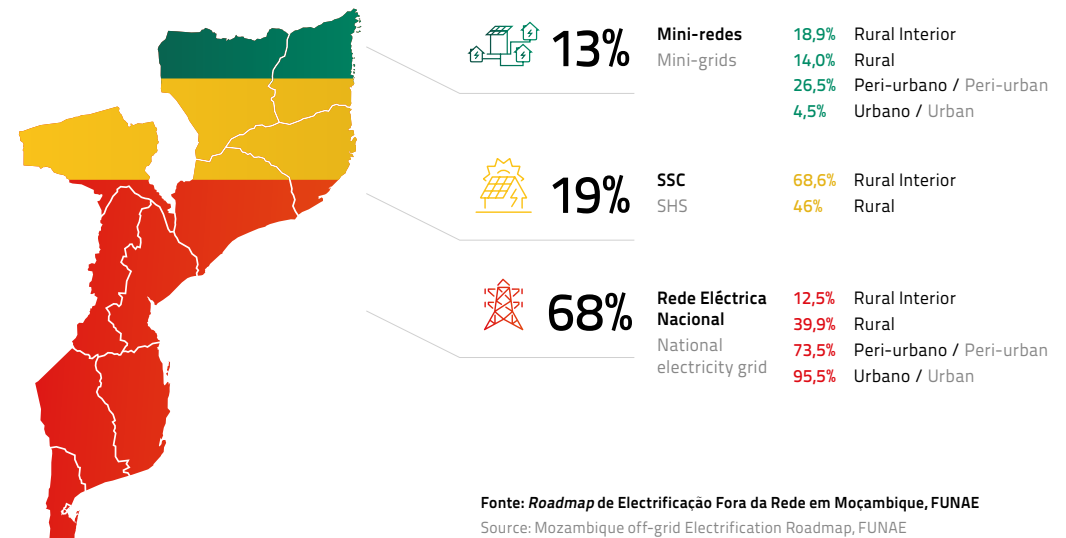 13%
Mini-redes
Mini-grids
18,9% Rural Interior
14,0% Rural
26,5% Peri-urbano / Peri-urban
4,5% Urbano / Urban
19%
SSC
SHS
68,6% Rural Interior
46% Rural
68%
Rede Eléctrica
Nacional
National
electricity grid
12,5% Rural Interior
39,9% Rural
73,5% Peri-urbano / Peri-urban
95,5% Urbano / Urban
Fonte: Roadmap de Electrificação Fora da Rede em Moçambique, FUNAE
Source: Mozambique off-grid Electrification Roadmap, FUNAE